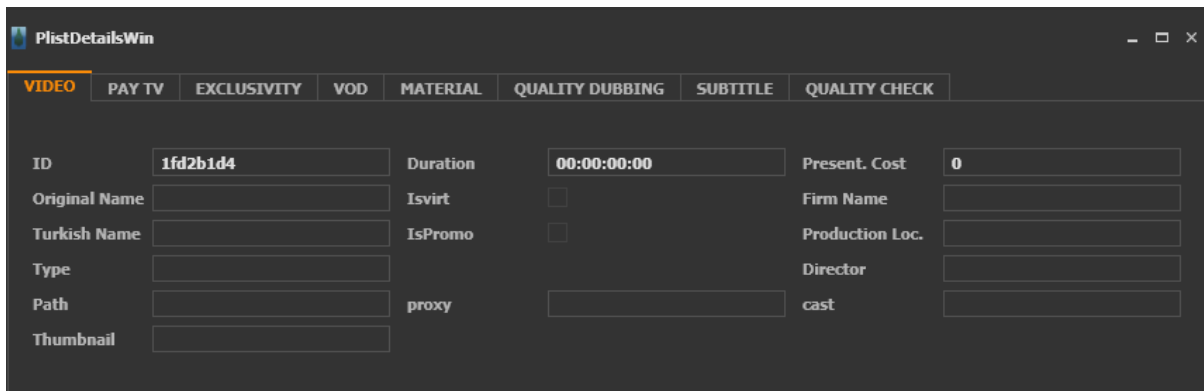 PlistDetailsWin
VIDEO PAY TV EXCLUSIVITY VOD MATERIAL QUALITY DUBBING SUBTITLE QUALITY CHECK
ID 1fd2b1d4 Duration 00:00:00:00 Present. Cost 0
Original Name Isvirt Firm Name
Turkish Name IsPromo Production Loc.
Type Director
Path proxy cast
Thumbnail